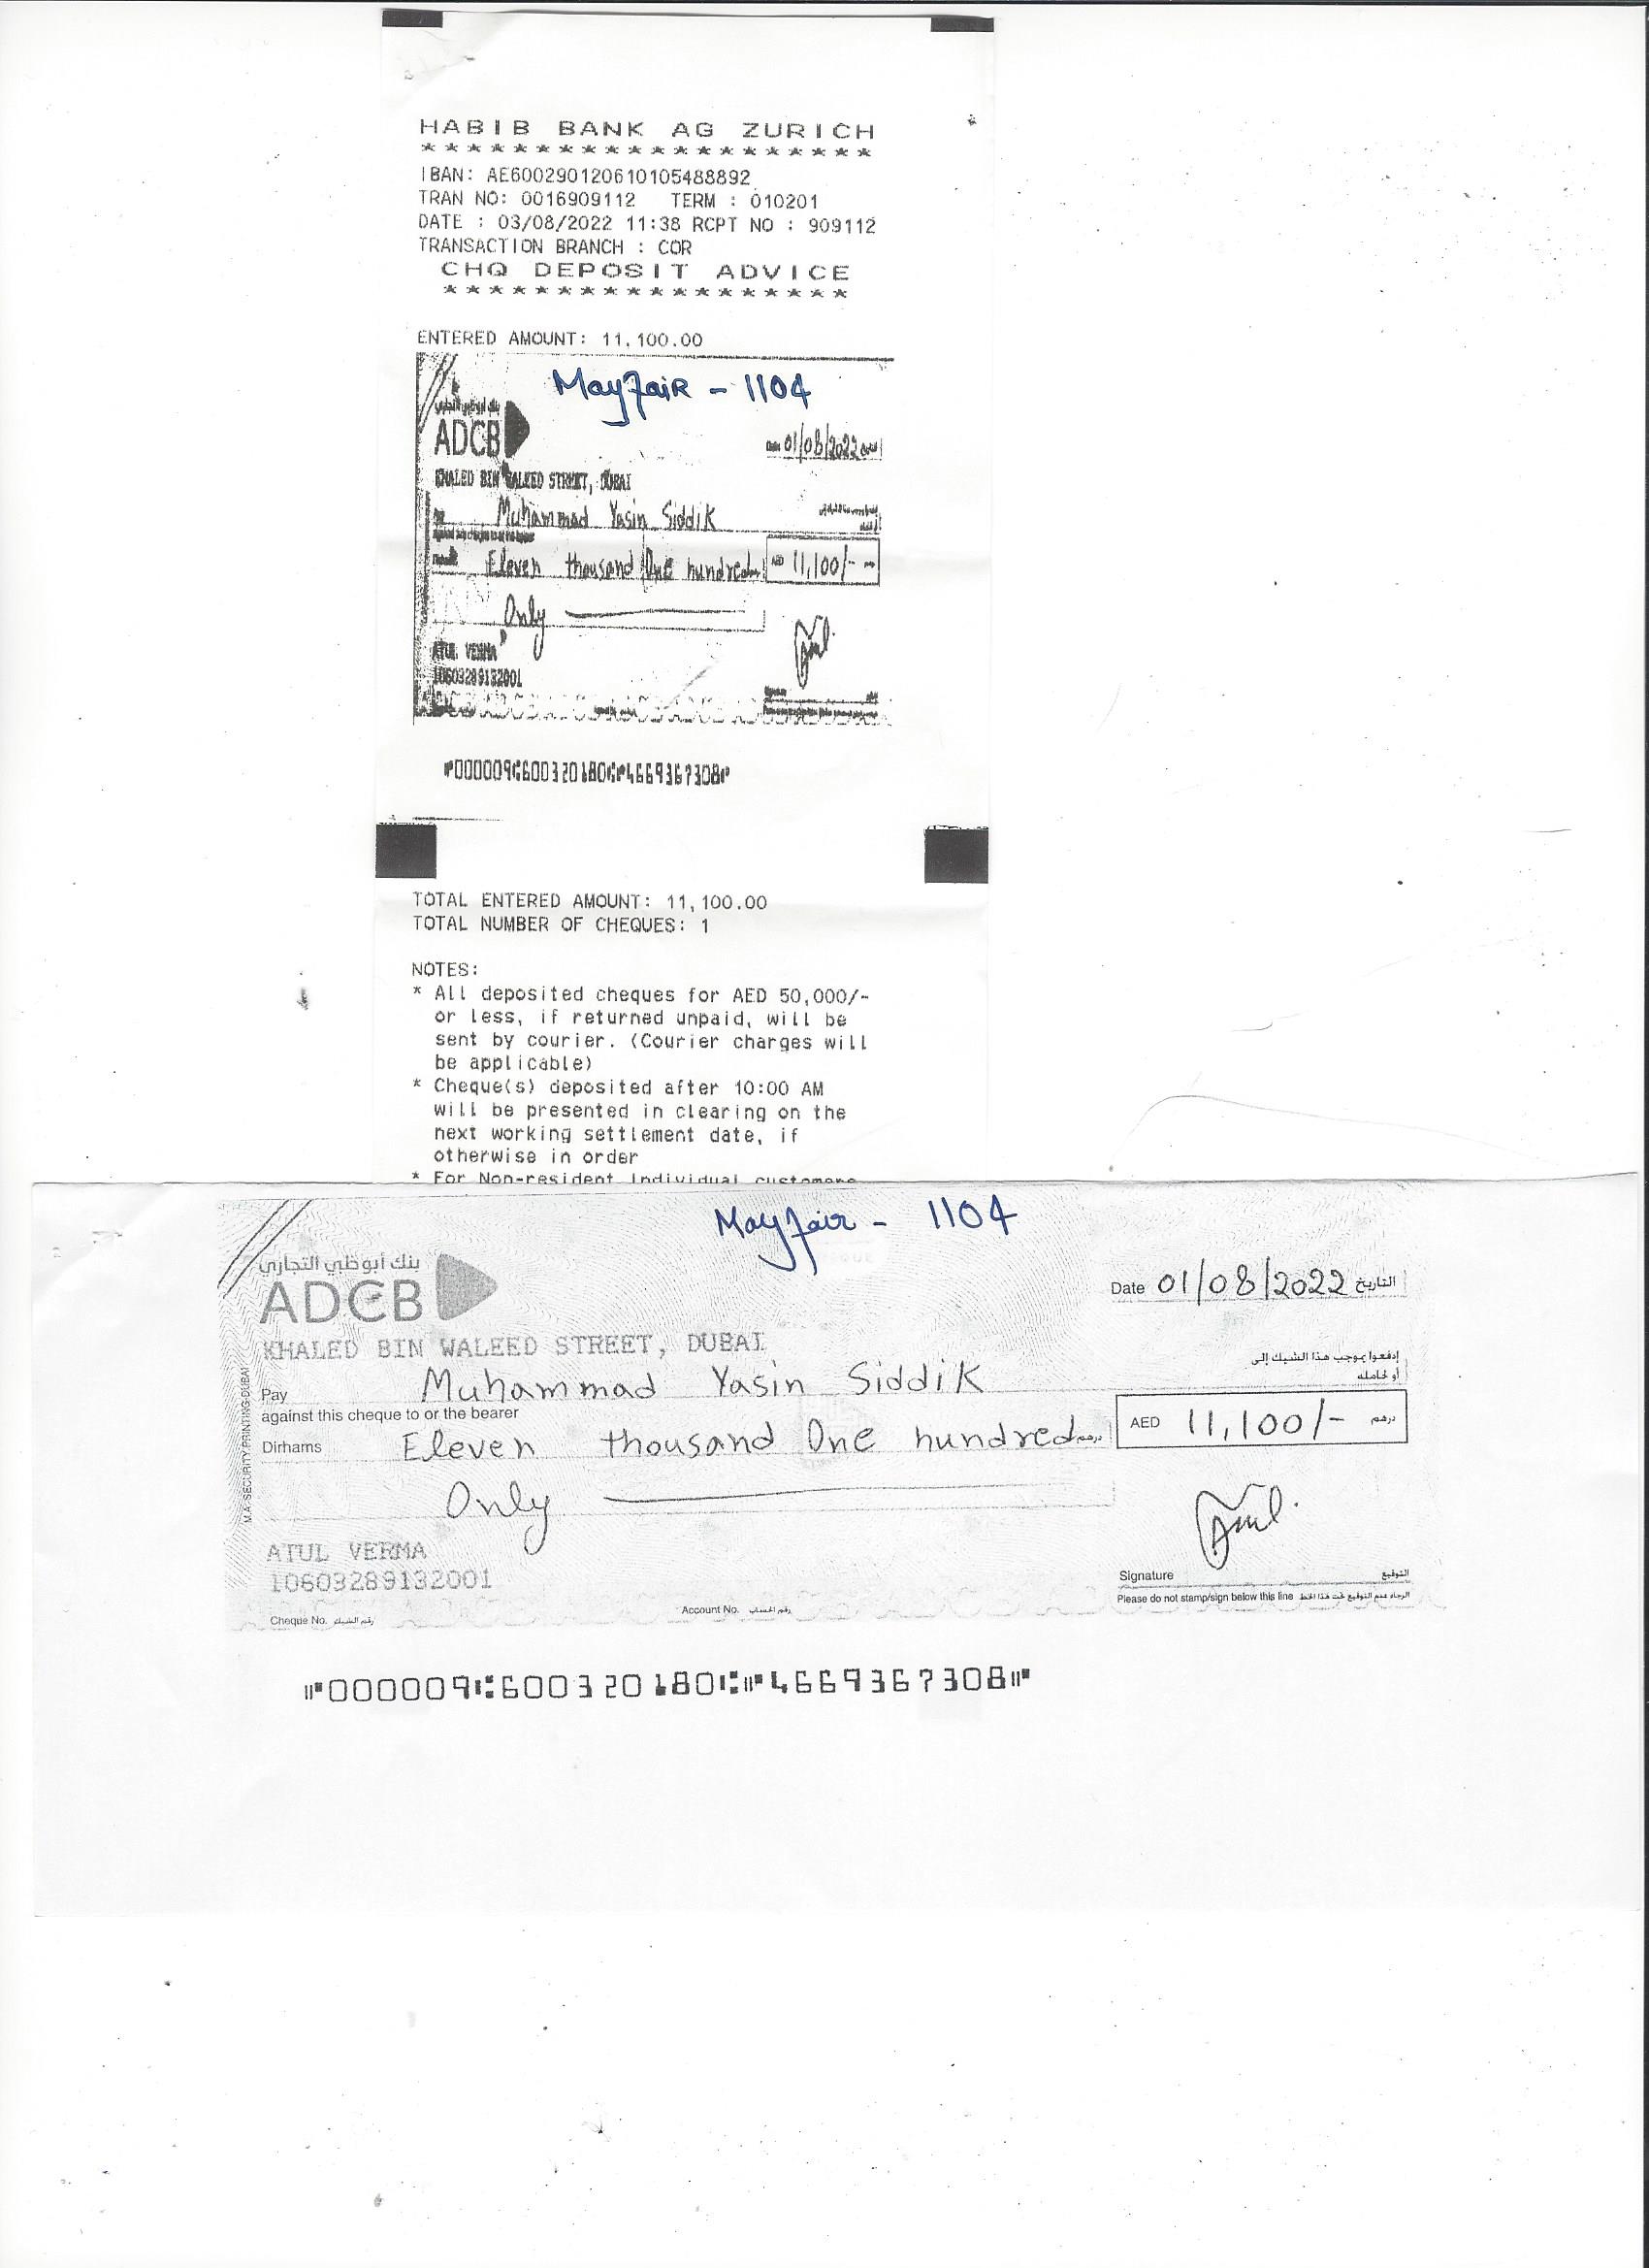 HABIB BANK AG ZURICH
* * * * * * * * * * * * * * * * * * * *
IBAN: AE600290120610105488892
TRAN NO: 0016909112 TERM : 010201
DATE : 03/08/2022 11:38 RCPT NO : 909112
TRANSACTION BRANCH : COR
CHQ DEPOSIT ADVICE
* * * * * * * * * * * * * * * * * *
ENTERED AMOUNT: 11,100.00
Mayfair - 1104
بنك أبوظبي التجاري
ADCB
01/08/2022
KHALED BIN WALEED STREET, DUBAI
Muhammad Yasin Siddik
Eleven thousand One hundred AED 11,100/-
Only
ATUL VERMA
10603289132001
⑈000009⑆600320180⑆⑈4669367308⑈
TOTAL ENTERED AMOUNT: 11,100.00
TOTAL NUMBER OF CHEQUES: 1
NOTES:
* All deposited cheques for AED 50,000/-
or less, if returned unpaid, will be
sent by courier. (Courier charges will
be applicable)
* Cheque(s) deposited after 10:00 AM
will be presented in clearing on the
next working settlement date, if
otherwise in order
* For Non-resident Individual customers
Mayfair - 1104
بنك أبوظبي التجاري
ADCB
Date 01/08/2022 التاريخ
KHALED BIN WALEED STREET, DUBAI
إدفعوا بموجب هذا الشيك إلى
أو لحامله
Pay Muhammad Yasin Siddik
against this cheque to or the bearer
Dirhams Eleven thousand One hundred درهم AED 11,100/- درهم
Only
M.A. SECURITY PRINTING-DUBAI
ATUL VERMA
10603289132001
Signature التوقيع
Please do not stamp/sign below this line الرجاء عدم التوقيع تحت هذا الخط
Cheque No. رقم الشيك Account No. رقم الحساب
⑈000009⑆600320180⑆⑈4669367308⑈